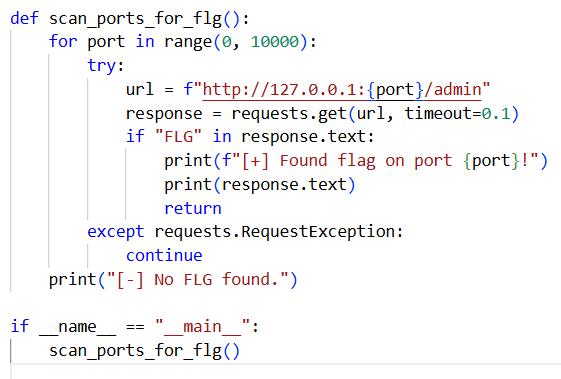 def scan_ports_for_flg():
    for port in range(0, 10000):
        try:
            url = f"http://127.0.0.1:{port}/admin"
            response = requests.get(url, timeout=0.1)
            if "FLG" in response.text:
                print(f"[+] Found flag on port {port}!")
                print(response.text)
                return
        except requests.RequestException:
            continue
    print("[-] No FLG found.")
if __name__ == "__main__":
    scan_ports_for_flg()